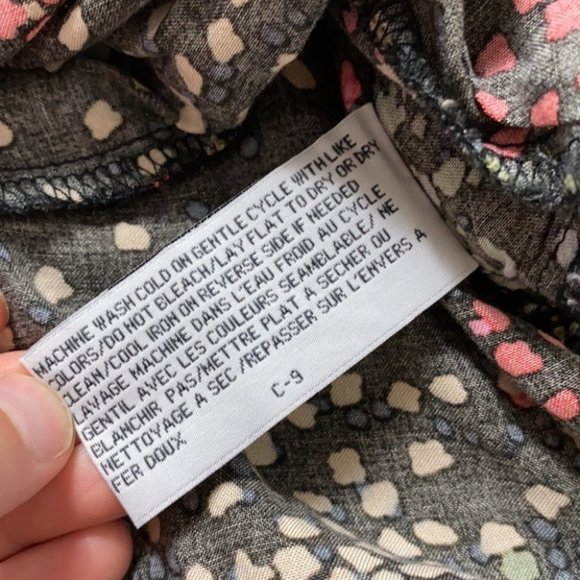 MACHINE WASH COLD ON GENTLE CYCLE WITH LIKE
COLORS/DO NOT BLEACH/LAY FLAT TO DRY OR DRY
CLEAN/COOL IRON ON REVERSE SIDE IF NEEDED
LAVAGE MACHINE DANS L'EAU FROID AU CYCLE
GENTIL AVEC LES COULEURS SEAMBLABLE/ NE
BLANCHIR PAS/METTRE PLAT A SECHER OU
NETTOYAGE A SEC /REPASSER SUR L'ENVERS A
FER DOUX
C-9